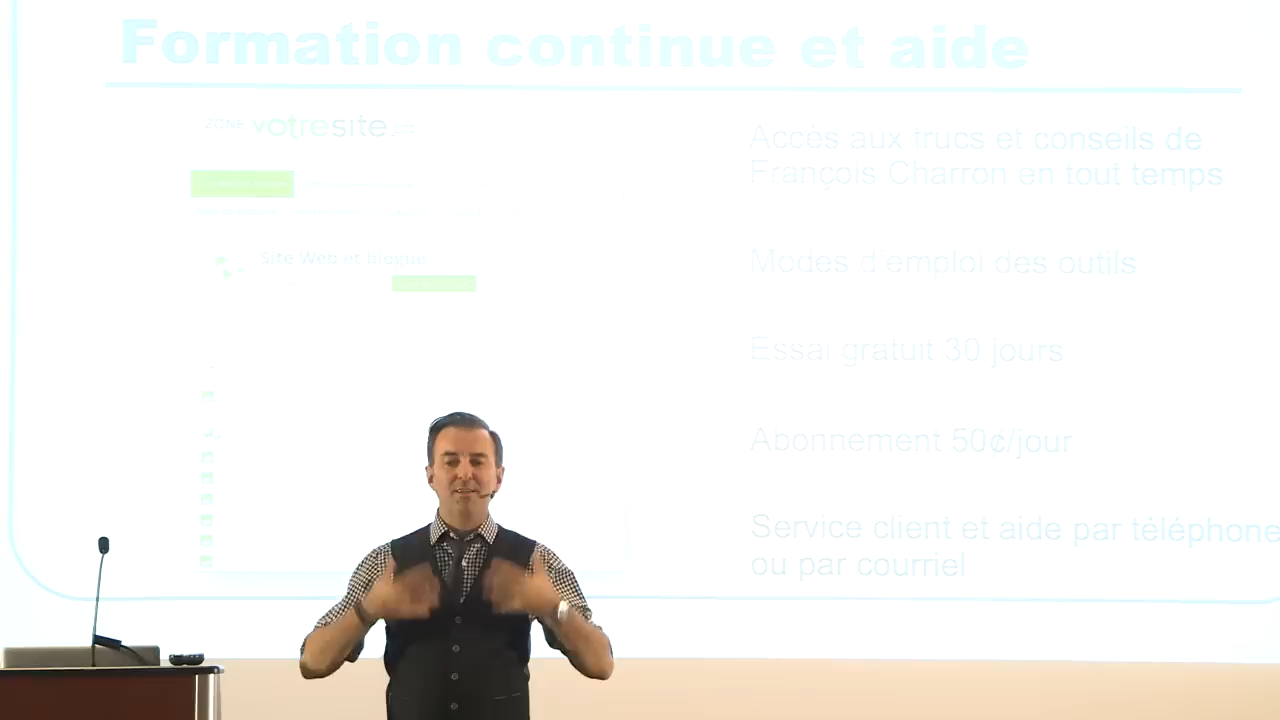 Formation continue et aide
ZONE votresite.ca
Site Web et blogue
Accès aux trucs et conseils de
François Charron en tout temps
Modes d'emploi des outils
Essai gratuit 30 jours
Abonnement 50¢/jour
Service client et aide par téléphone
ou par courriel